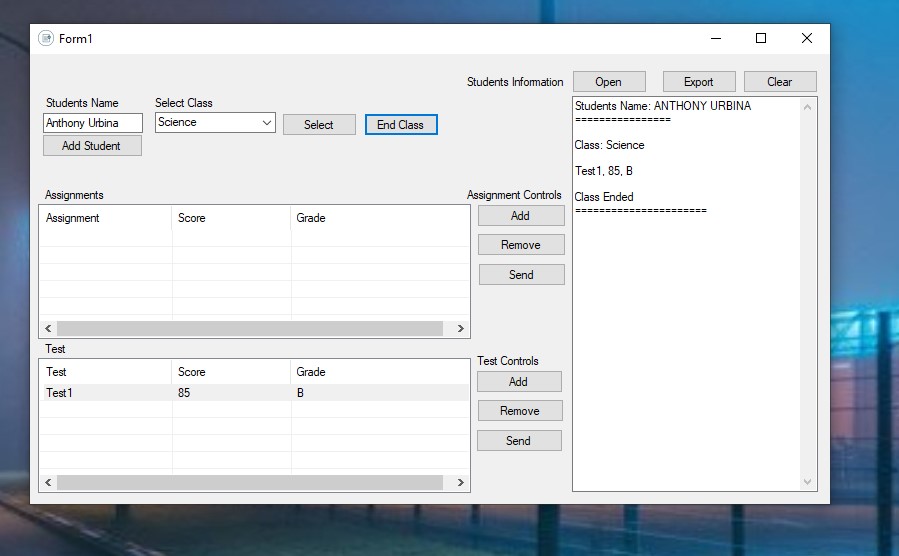 Form1
Students Information Open Export Clear
Students Name Select Class
Anthony Urbina Science Select End Class
Add Student
Students Name: ANTHONY URBINA
================
Class: Science
Test1, 85, B
Class Ended
======================
Assignments Assignment Controls
Assignment Score Grade Add
Remove
Send
Test
Test Controls
Test Score Grade Add
Test1 85 B
Remove
Send